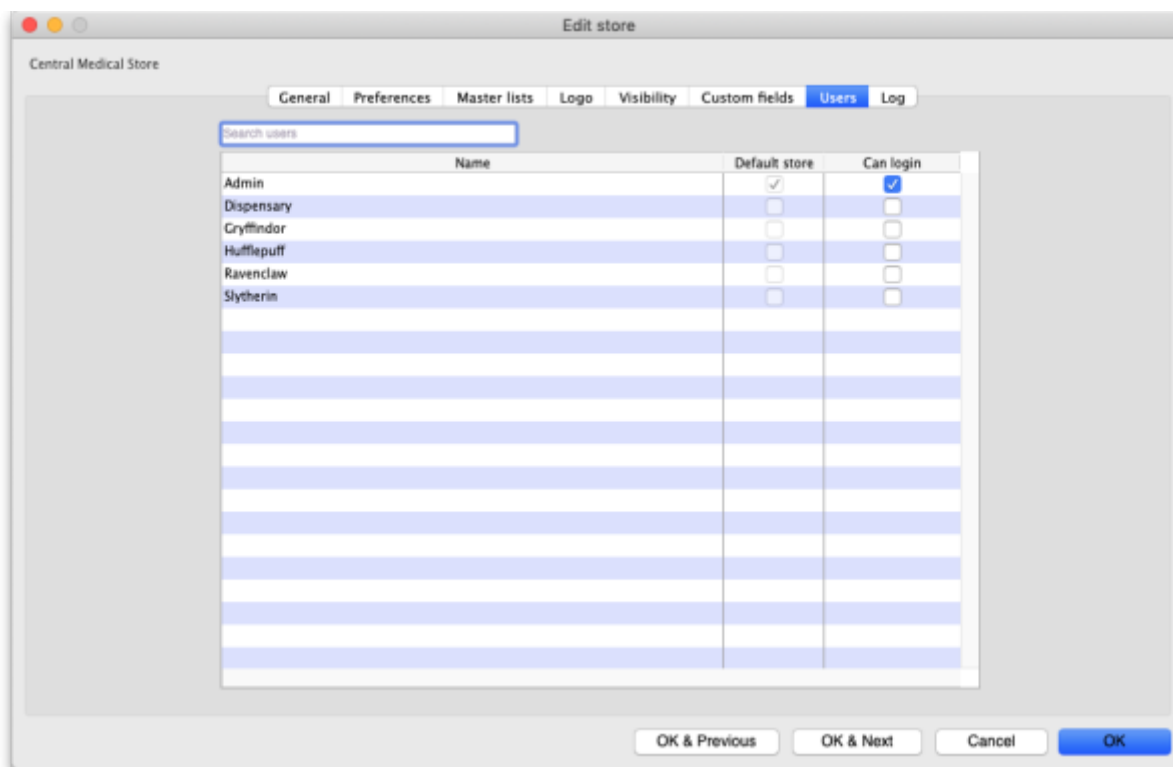 Edit store
Central Medical Store
General Preferences Master lists Logo Visibility Custom fields Users Log
Search users
Name Default store Can login
Admin
Dispensary
Gryffindor
Hufflepuff
Ravenclaw
Slytherin
OK & Previous OK & Next Cancel OK